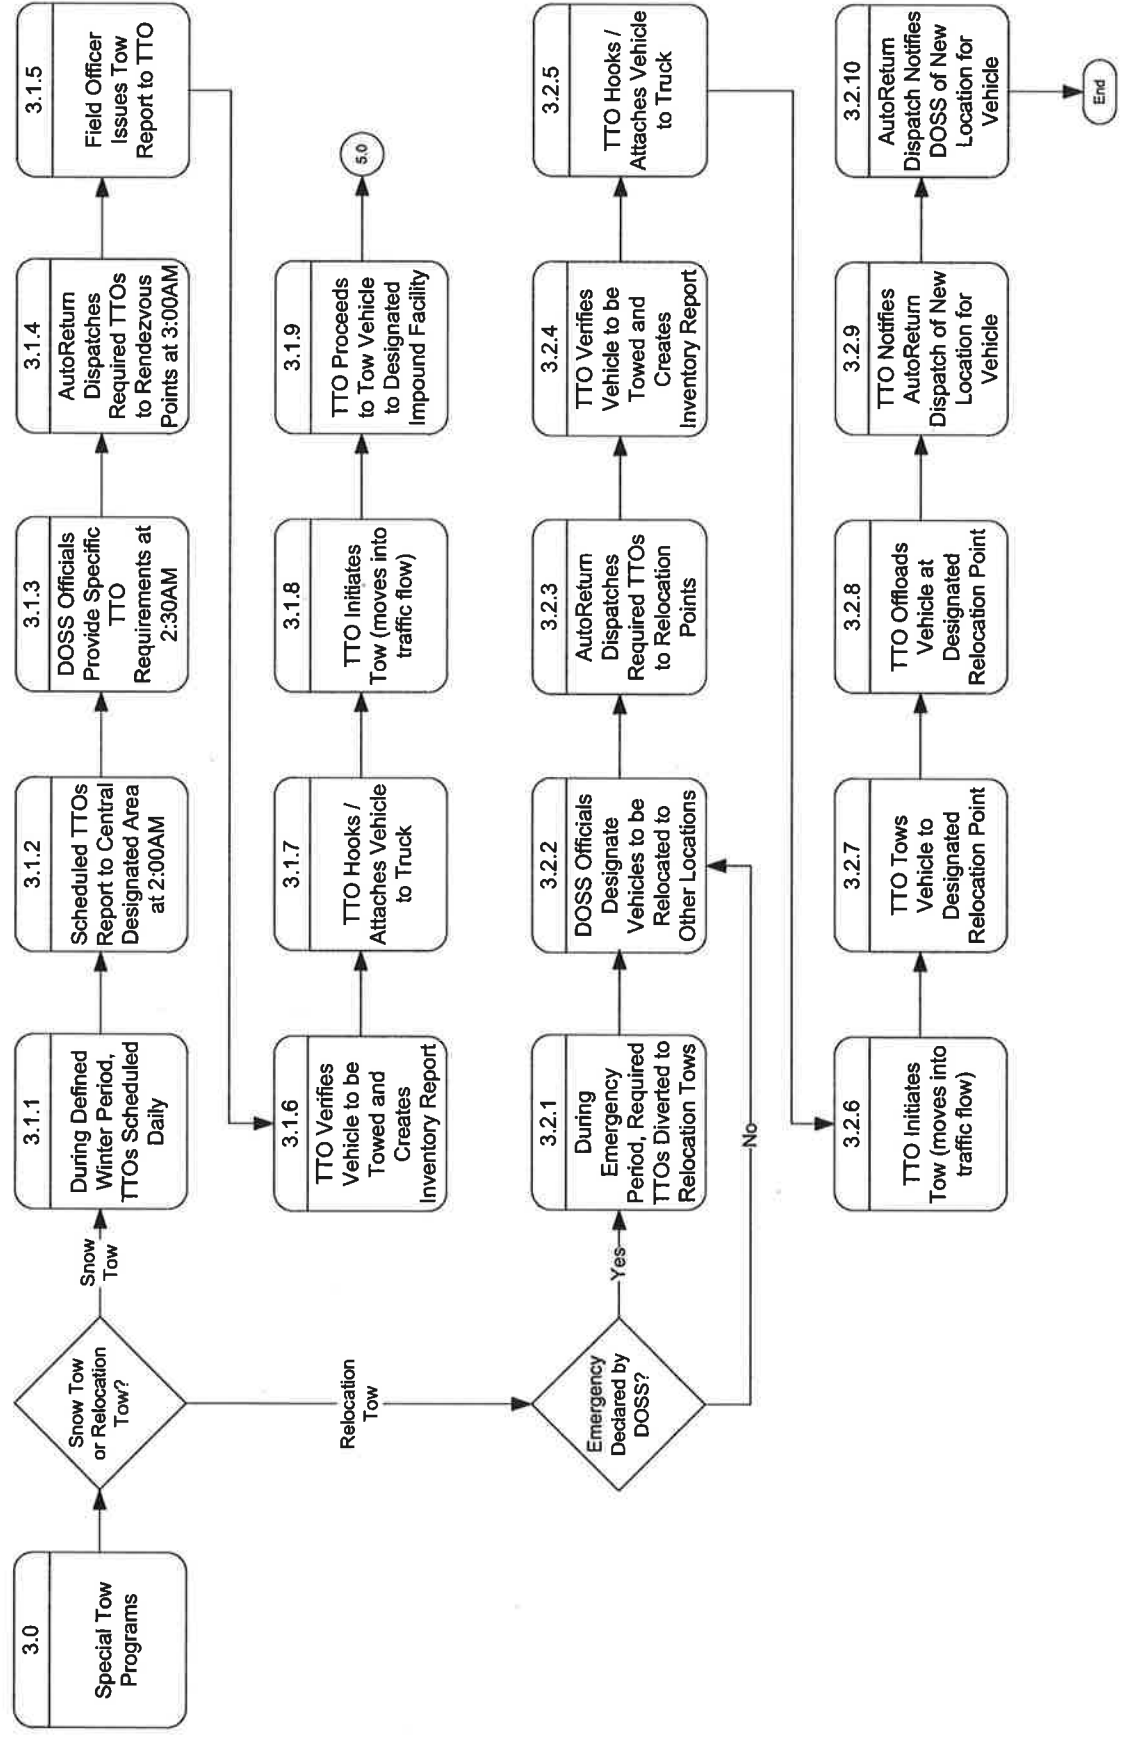 3.0
Special Tow
Programs
Snow Tow
or Relocation
Tow?
Snow
Tow
3.1.1
During Defined
Winter Period,
TTOs Scheduled
Daily
3.1.2
Scheduled TTOs
Report to Central
Designated Area
at 2:00AM
3.1.3
DOSS Officials
Provide Specific
TTO
Requirements at
2:30AM
3.1.4
AutoReturn
Dispatches
Required TTOs
to Rendezvous
Points at 3:00AM
3.1.5
Field Officer
Issues Tow
Report to TTO
3.1.6
TTO Verifies
Vehicle to be
Towed and
Creates
Inventory Report
3.1.7
TTO Hooks /
Attaches Vehicle
to Truck
3.1.8
TTO Initiates
Tow (moves into
traffic flow)
3.1.9
TTO Proceeds
to Tow Vehicle
to Designated
Impound Facility
5.0
Relocation
Tow
Emergency
Declared by
DOSS?
Yes
No
3.2.1
During
Emergency
Period, Required
TTOs Diverted to
Relocation Tows
3.2.2
DOSS Officials
Designate
Vehicles to be
Relocated to
Other Locations
3.2.3
AutoReturn
Dispatches
Required TTOs
to Relocation
Points
3.2.4
TTO Verifies
Vehicle to be
Towed and
Creates
Inventory Report
3.2.5
TTO Hooks /
Attaches Vehicle
to Truck
3.2.6
TTO Initiates
Tow (moves into
traffic flow)
3.2.7
TTO Tows
Vehicle to
Designated
Relocation Point
3.2.8
TTO Offloads
Vehicle at
Designated
Relocation Point
3.2.9
TTO Notifies
AutoReturn
Dispatch of New
Location for
Vehicle
3.2.10
AutoReturn
Dispatch Notifies
DOSS of New
Location for
Vehicle
End